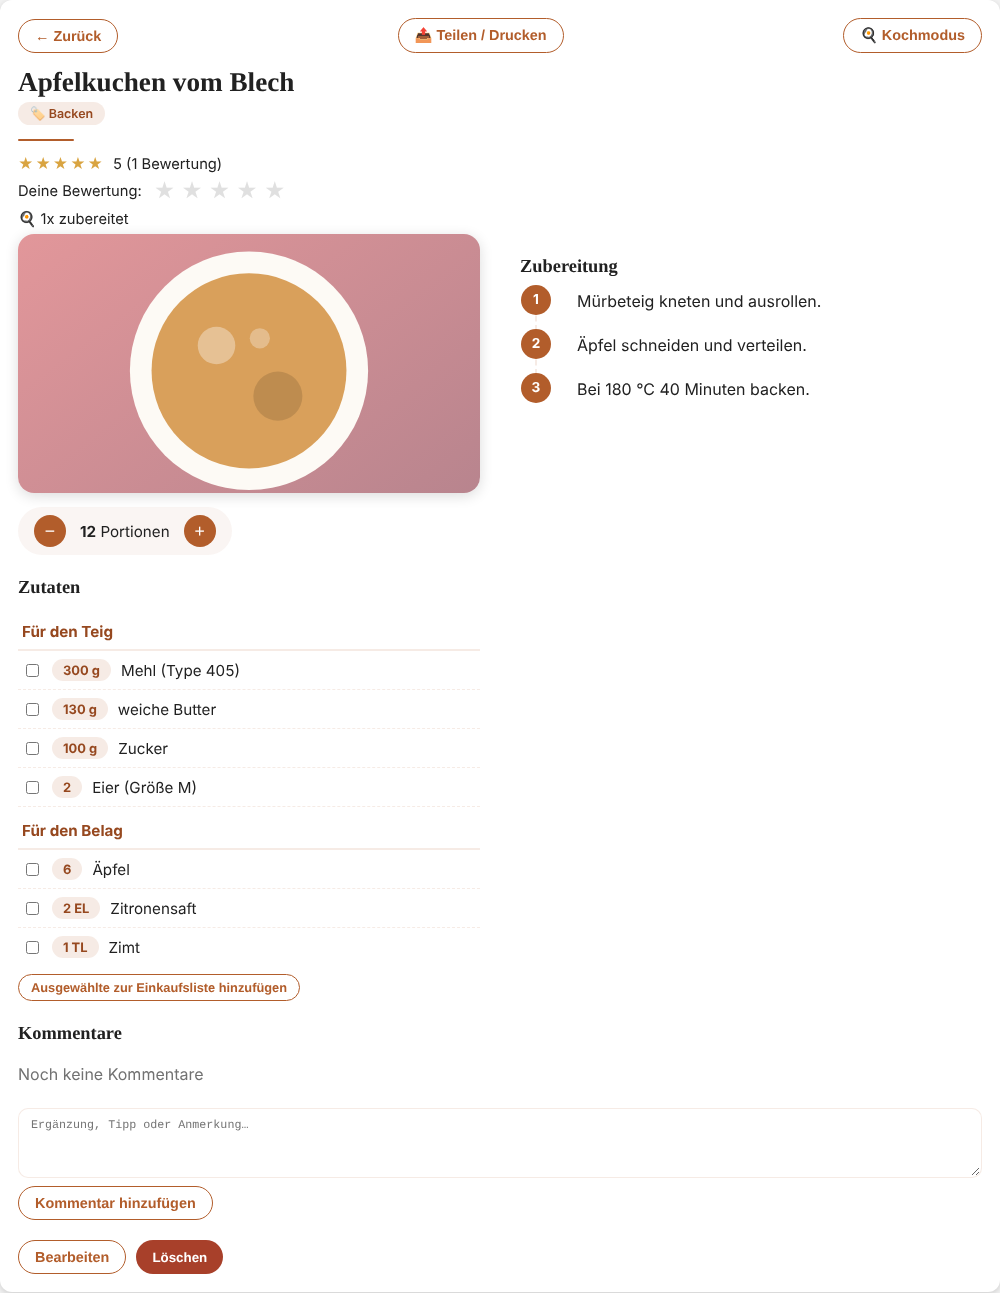 ← Zurück
📤 Teilen / Drucken
🍳 Kochmodus
Apfelkuchen vom Blech
🏷️ Backen
★★★★★ 5 (1 Bewertung)
Deine Bewertung: ★★★★★
🍳 1x zubereitet
− 12 Portionen +
Zutaten
Für den Teig
300 g Mehl (Type 405)
130 g weiche Butter
100 g Zucker
2 Eier (Größe M)
Für den Belag
6 Äpfel
2 EL Zitronensaft
1 TL Zimt
Ausgewählte zur Einkaufsliste hinzufügen
Zubereitung
1 Mürbeteig kneten und ausrollen.
2 Äpfel schneiden und verteilen.
3 Bei 180 °C 40 Minuten backen.
Kommentare
Noch keine Kommentare
Ergänzung, Tipp oder Anmerkung…
Kommentar hinzufügen
Bearbeiten
Löschen